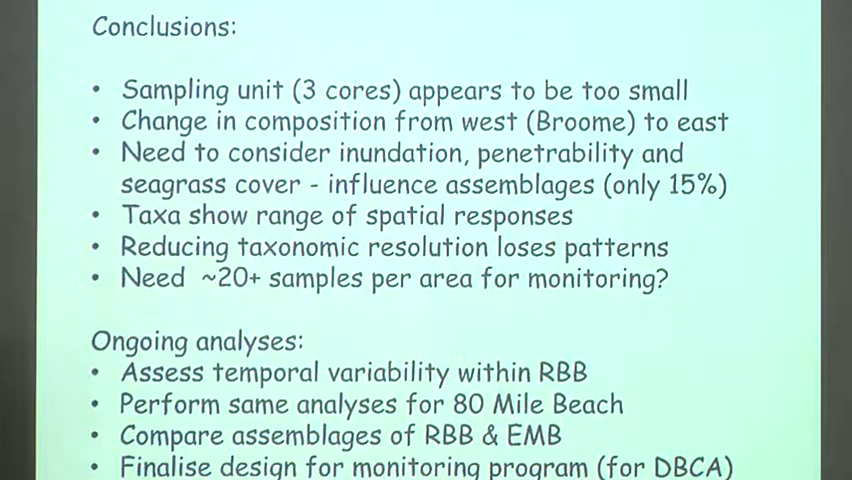 Conclusions:
• Sampling unit (3 cores) appears to be too small
• Change in composition from west (Broome) to east
• Need to consider inundation, penetrability and
seagrass cover - influence assemblages (only 15%)
• Taxa show range of spatial responses
• Reducing taxonomic resolution loses patterns
• Need ~20+ samples per area for monitoring?
Ongoing analyses:
• Assess temporal variability within RBB
• Perform same analyses for 80 Mile Beach
• Compare assemblages of RBB & EMB
• Finalise design for monitoring program (for DBCA)